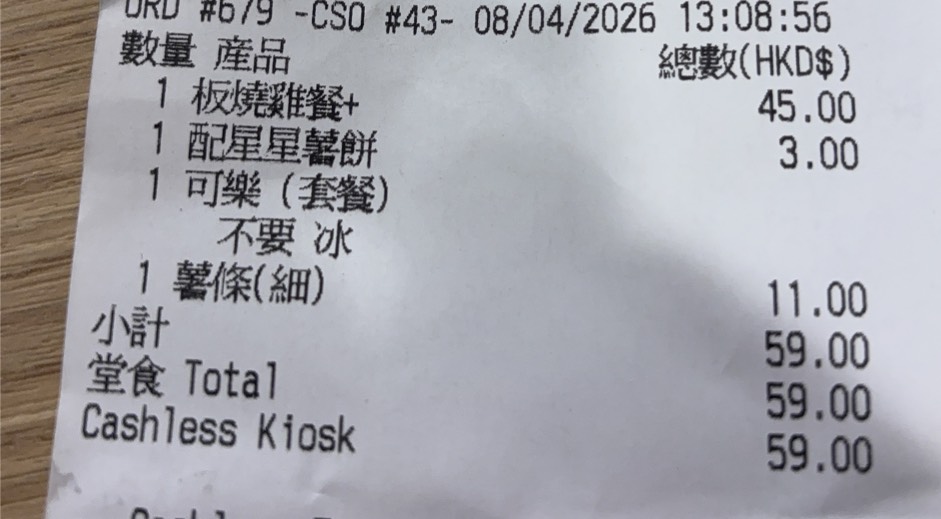 ORD #679 -CSO #43- 08/04/2026 13:08:56
數量 產品 總數(HKD$)
1 板燒雞餐+ 45.00
1 配星星薯餅 3.00
1 可樂 (套餐)
不要 冰
1 薯條(細) 11.00
小計 59.00
堂食 Total 59.00
Cashless Kiosk 59.00